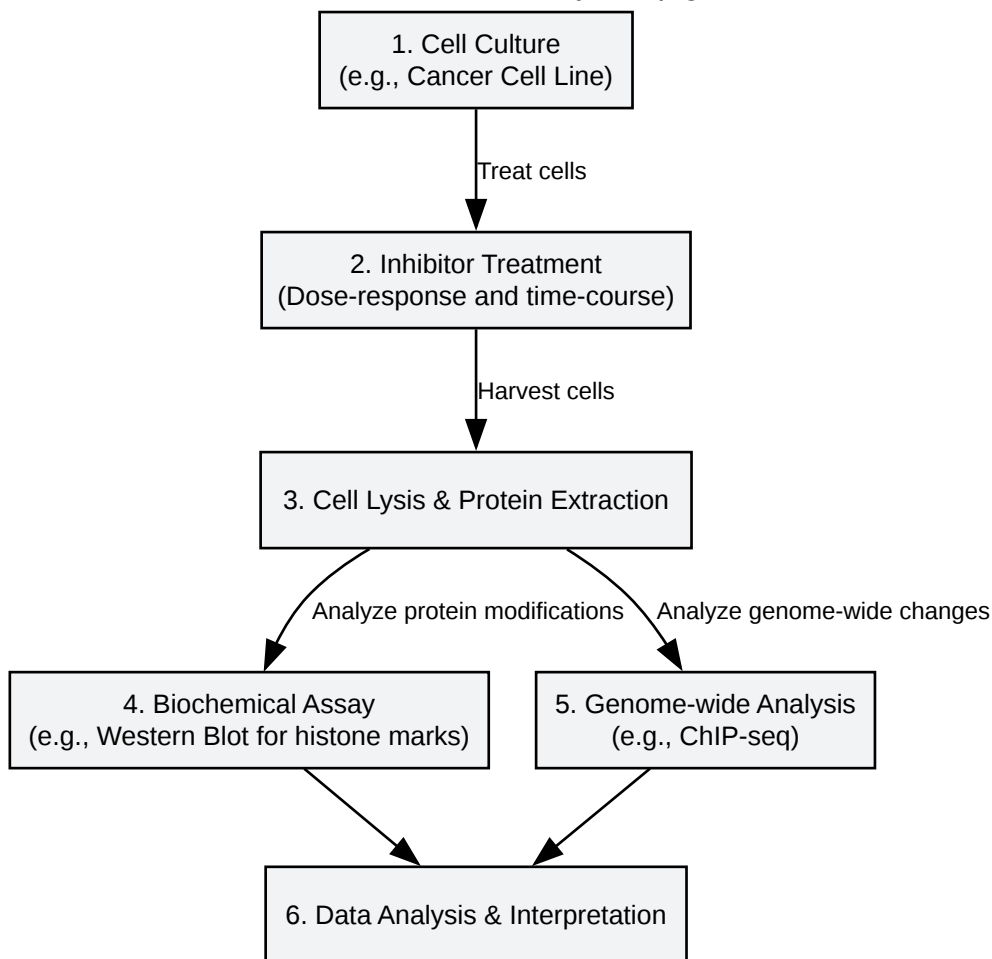 1. Cell Culture
(e.g., Cancer Cell Line)
Treat cells
2. Inhibitor Treatment
(Dose-response and time-course)
Harvest cells
3. Cell Lysis & Protein Extraction
Analyze protein modifications
Analyze genome-wide changes
4. Biochemical Assay
(e.g., Western Blot for histone marks)
5. Genome-wide Analysis
(e.g., ChIP-seq)
6. Data Analysis & Interpretation